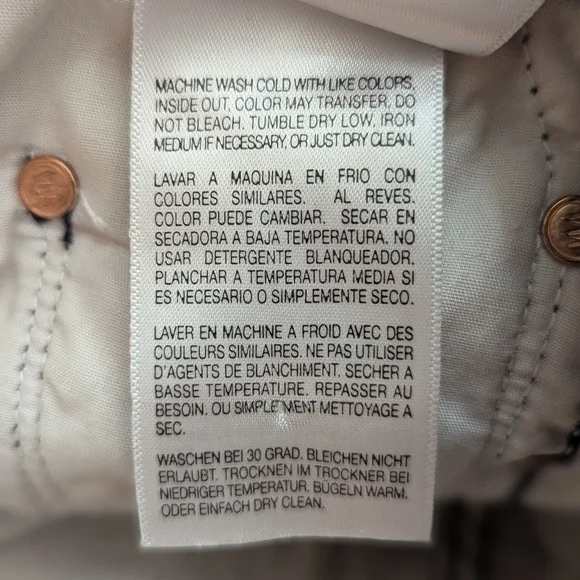 MACHINE WASH COLD WITH LIKE COLORS,
INSIDE OUT. COLOR MAY TRANSFER. DO
NOT BLEACH. TUMBLE DRY LOW. IRON
MEDIUM IF NECESSARY, OR JUST DRY CLEAN.
LAVAR A MAQUINA EN FRIO CON
COLORES SIMILARES. AL REVES.
COLOR PUEDE CAMBIAR. SECAR EN
SECADORA A BAJA TEMPERATURA. NO
USAR DETERGENTE BLANQUEADOR.
PLANCHAR A TEMPERATURA MEDIA SI
ES NECESARIO O SIMPLEMENTE SECO.
LAVER EN MACHINE A FROID AVEC DES
COULEURS SIMILAIRES. NE PAS UTILISER
D'AGENTS DE BLANCHIMENT. SECHER A
BASSE TEMPERATURE. REPASSER AU
BESOIN. OU SIMPLEMENT METTOYAGE A
SEC.
WASCHEN BEI 30 GRAD. BLEICHEN NICHT
ERLAUBT. TROCKNEN IM TROCKNER BEI
NIEDRIGER TEMPERATUR. BÜGELN WARM.
ODER EINFACH DRY CLEAN.